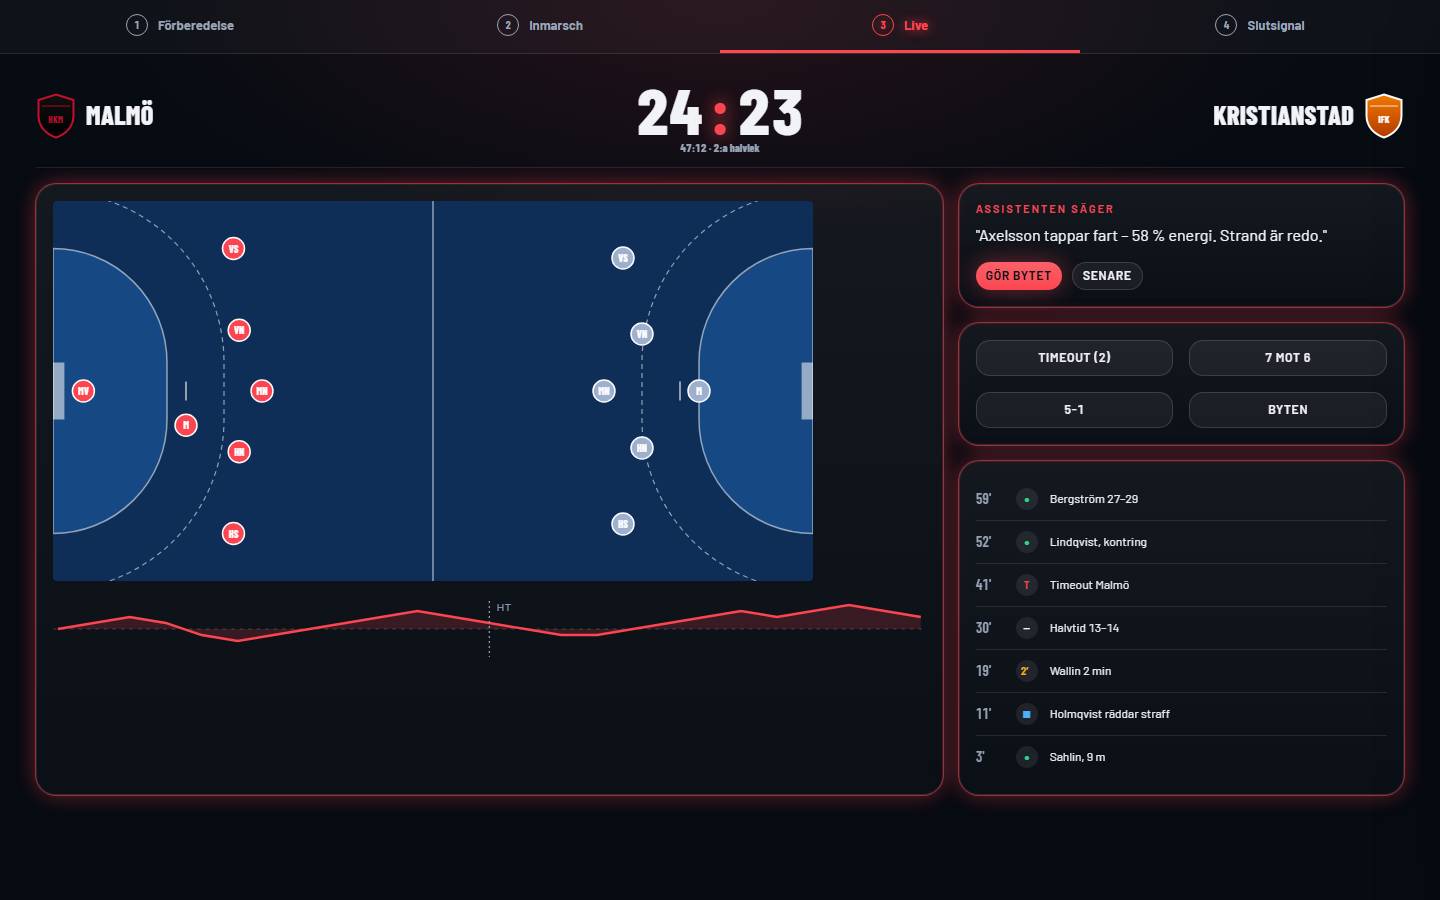 1 Förberedelse
2 Inmarsch
3 Live
4 Slutsignal
HKM MALMÖ
24:23
47:12 · 2:a halvlek
KRISTIANSTAD IFK
VS
VN
MV
MN
M
HN
HS
VS
VN
MN
M
HN
HS
HT
ASSISTENTEN SÄGER
"Axelsson tappar fart – 58 % energi. Strand är redo."
GÖR BYTET
SENARE
TIMEOUT (2)
7 MOT 6
5-1
BYTEN
59' Bergström 27–29
52' Lindqvist, kontring
41' T Timeout Malmö
30' – Halvtid 13–14
19' 2' Wallin 2 min
11' Holmqvist räddar straff
3' Sahlin, 9 m